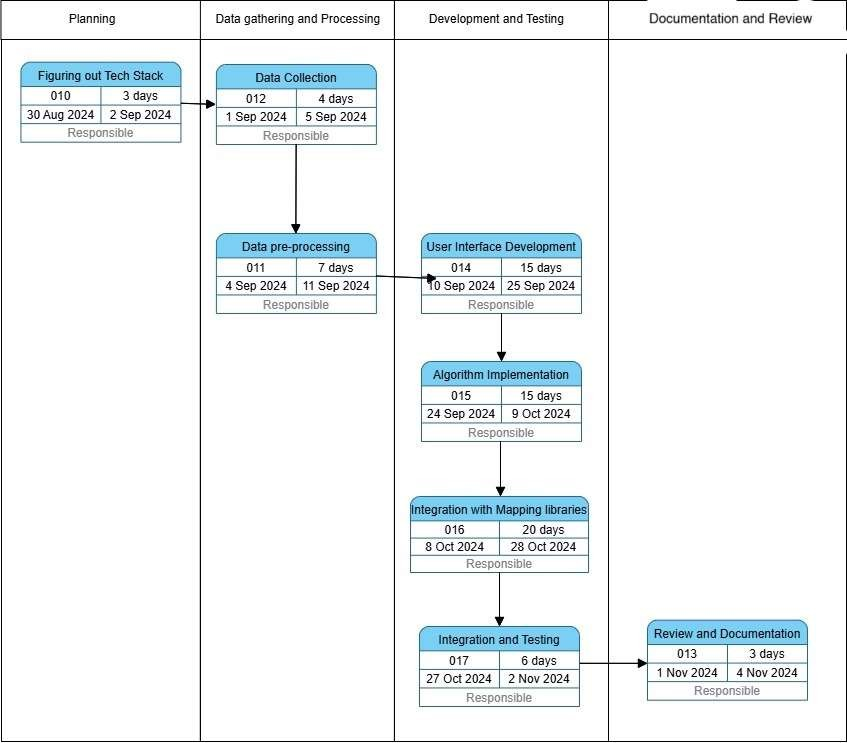 Planning
Data gathering and Processing
Development and Testing
Documentation and Review
Figuring out Tech Stack
010 3 days
30 Aug 2024 2 Sep 2024
Responsible
Data Collection
012 4 days
1 Sep 2024 5 Sep 2024
Responsible
Data pre-processing
011 7 days
4 Sep 2024 11 Sep 2024
Responsible
User Interface Development
014 15 days
10 Sep 2024 25 Sep 2024
Responsible
Algorithm Implementation
015 15 days
24 Sep 2024 9 Oct 2024
Responsible
Integration with Mapping libraries
016 20 days
8 Oct 2024 28 Oct 2024
Responsible
Integration and Testing
017 6 days
27 Oct 2024 2 Nov 2024
Responsible
Review and Documentation
013 3 days
1 Nov 2024 4 Nov 2024
Responsible